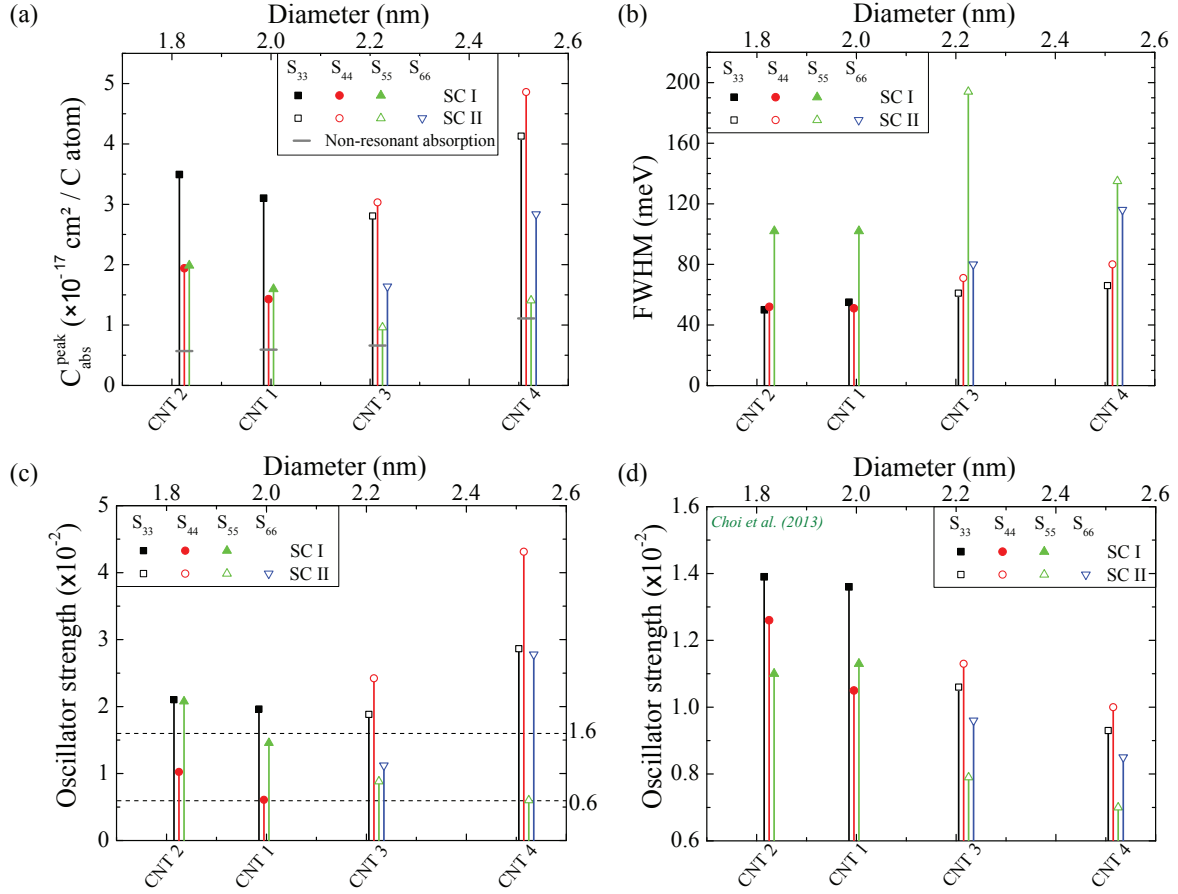 (a)
Diameter (nm)
1.8 2.0 2.2 2.4 2.6
S₃₃ S₄₄ S₅₅ S₆₆
SC I
SC II
Non-resonant absorption
5
4
3
2
1
0
C_abs^peak (×10⁻¹⁷ cm² / C atom)
CNT 2 CNT 1 CNT 3 CNT 4
(b)
Diameter (nm)
1.8 2.0 2.2 2.4 2.6
S₃₃ S₄₄ S₅₅ S₆₆
SC I
SC II
200
160
120
80
40
0
FWHM (meV)
CNT 2 CNT 1 CNT 3 CNT 4
(c)
Diameter (nm)
1.8 2.0 2.2 2.4 2.6
S₃₃ S₄₄ S₅₅ S₆₆
SC I
SC II
5
4
3
2
1
0
Oscillator strength (x10⁻²)
1.6
0.6
CNT 2 CNT 1 CNT 3 CNT 4
(d)
Diameter (nm)
1.8 2.0 2.2 2.4 2.6
Choi et al. (2013)
S₃₃ S₄₄ S₅₅ S₆₆
SC I
SC II
1.6
1.4
1.2
1.0
0.8
0.6
Oscillator strength (x10⁻²)
CNT 2 CNT 1 CNT 3 CNT 4